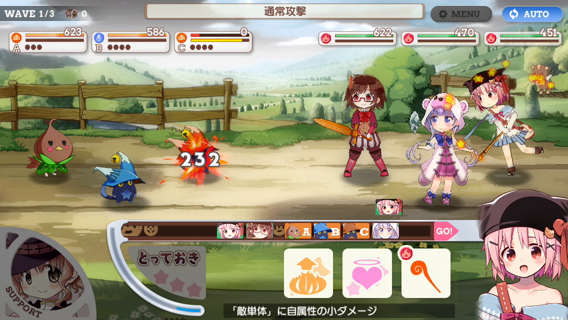 WAVE 1/3 0
通常攻撃
MENU
AUTO
623
A
586
B
0
C
622
470
451
232
A B C GO!
とっておき
SUPPORT
「敵単体」に自属性の小ダメージ